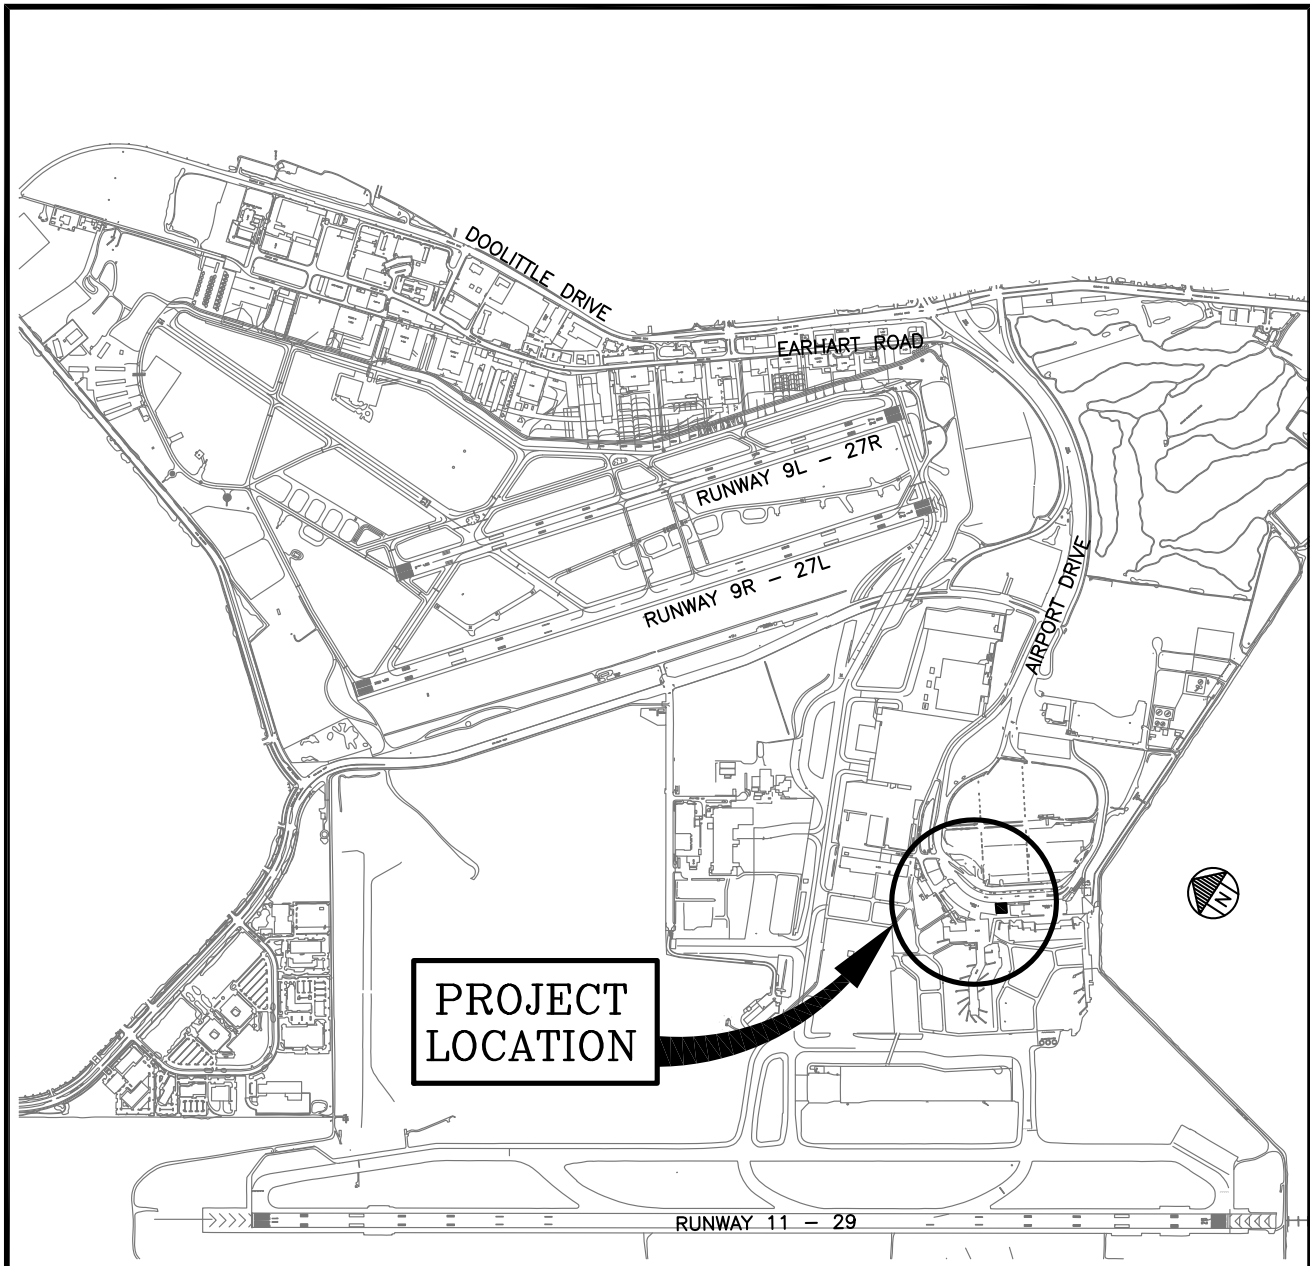 DOOLITTLE DRIVE
EARHART ROAD
RUNWAY 9L - 27R
RUNWAY 9R - 27L
AIRPORT DRIVE
N
PROJECT
LOCATION
RUNWAY 11 - 29